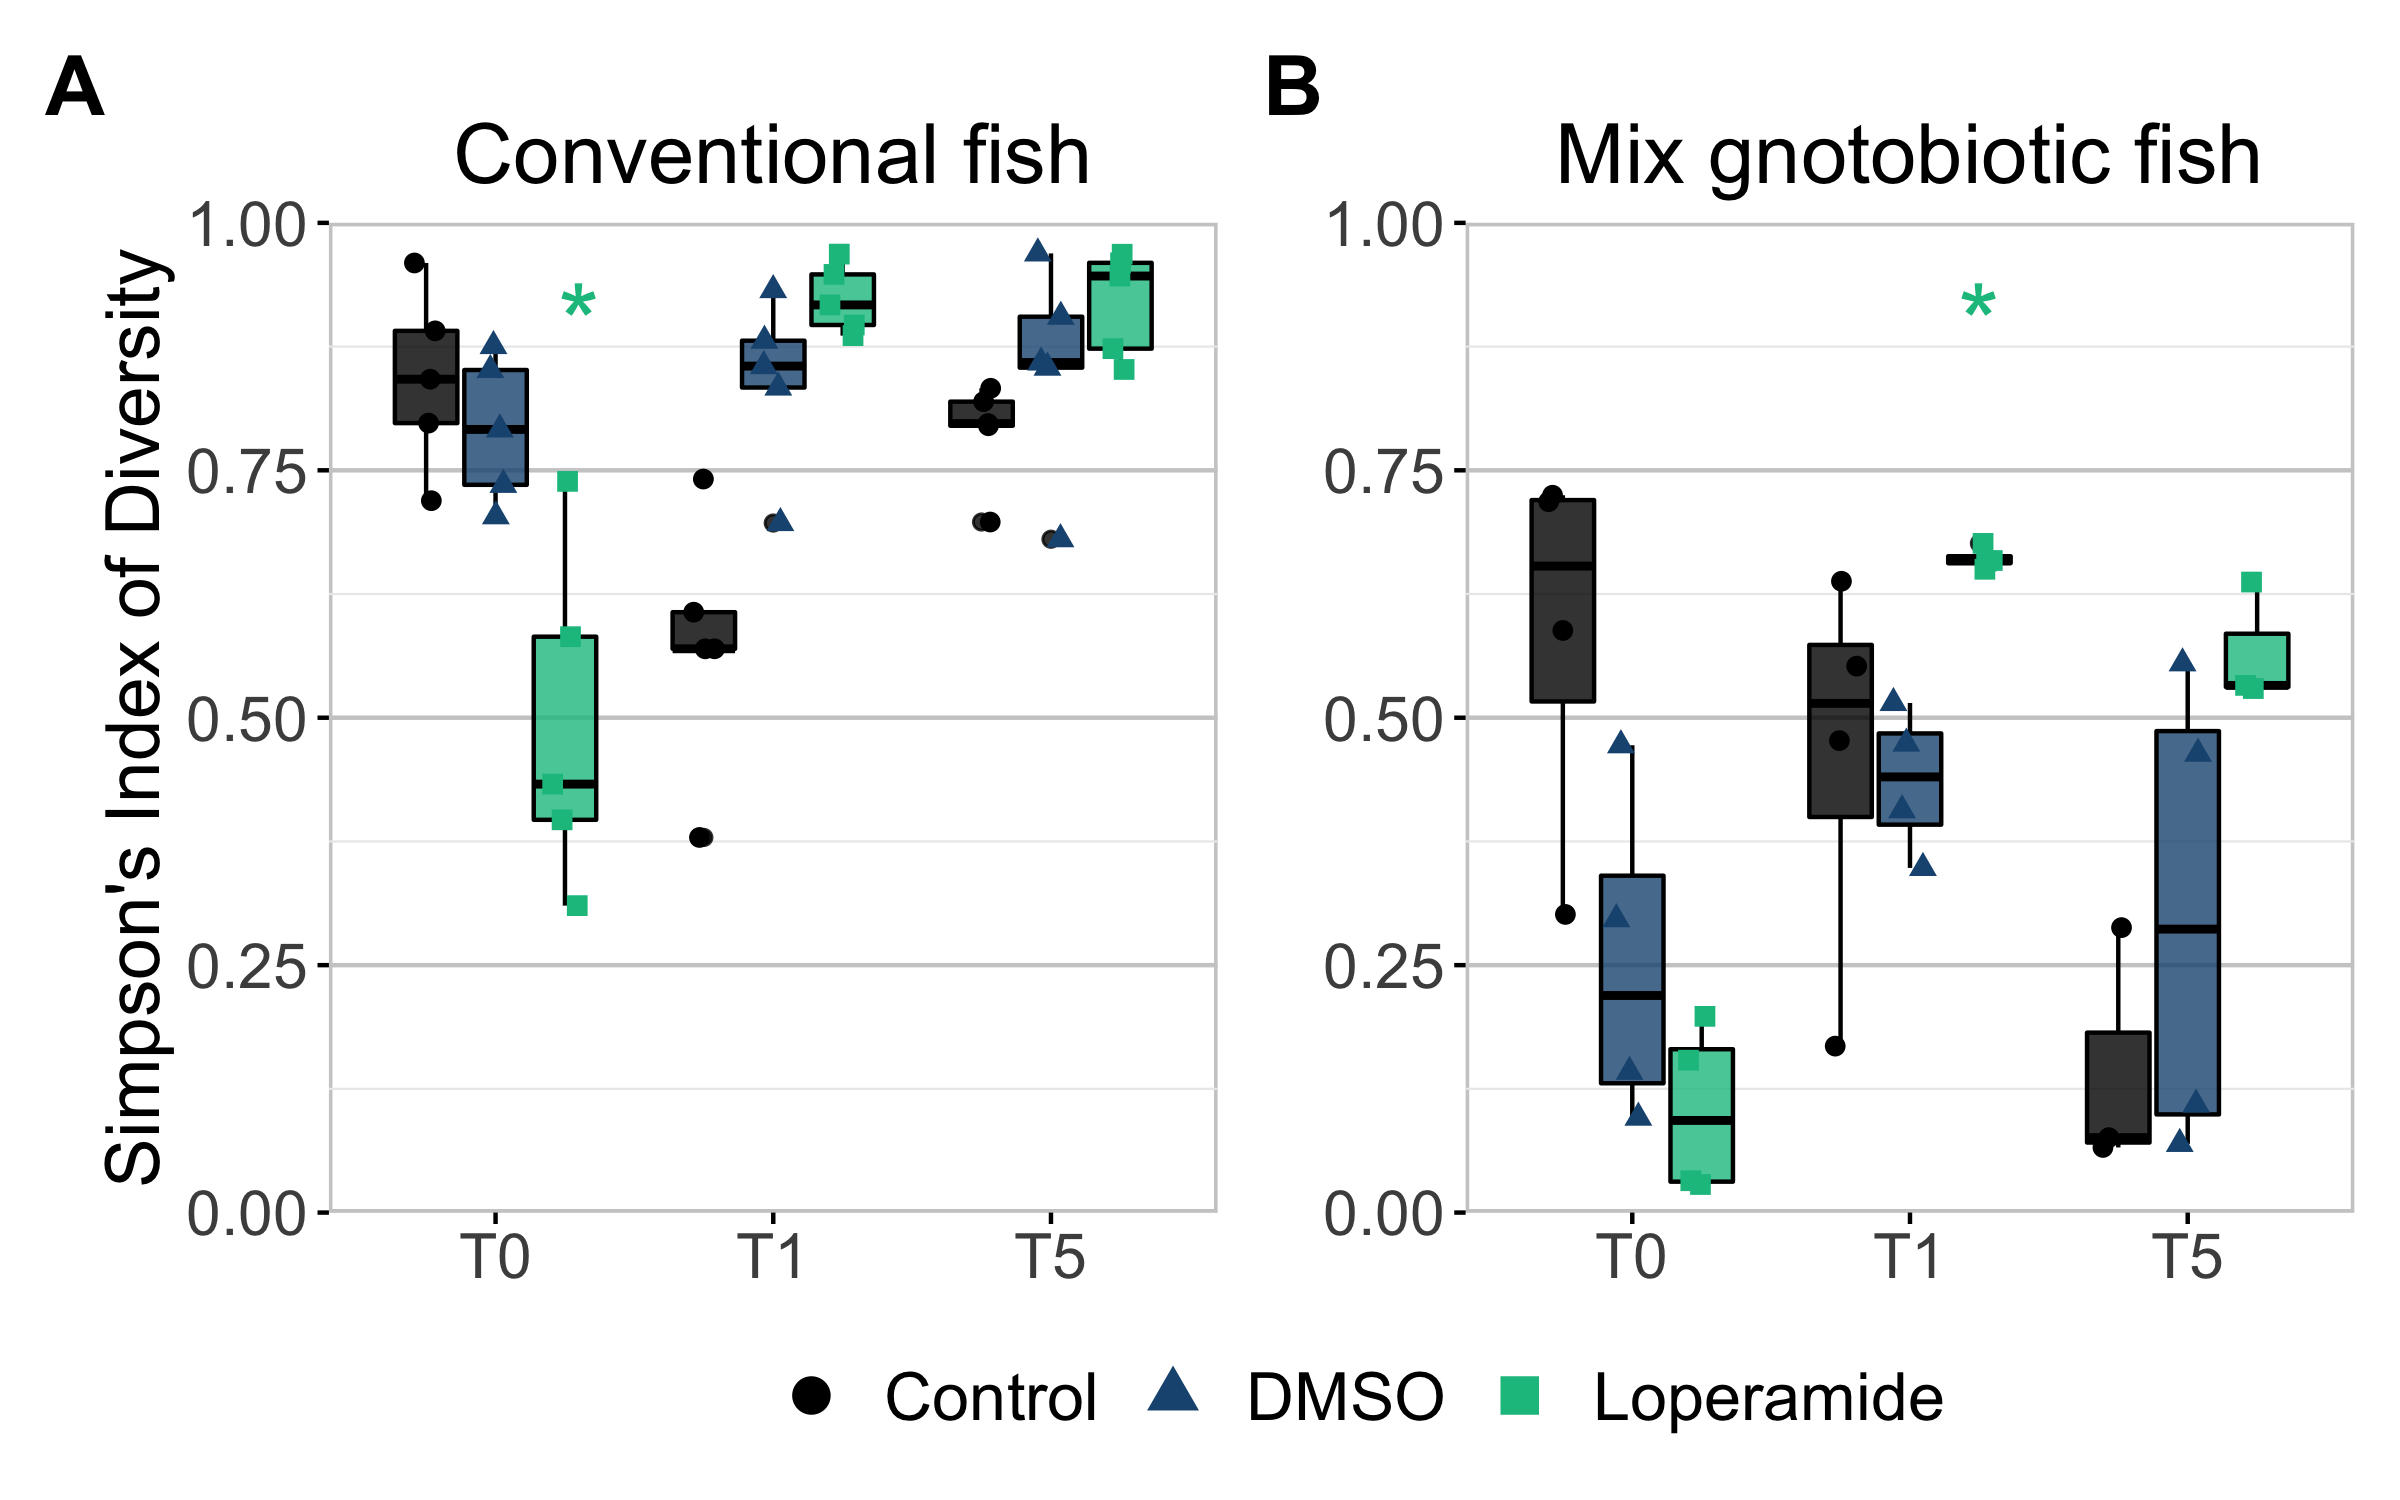 A
Conventional fish
Simpson's Index of Diversity
1.00
0.75
0.50
0.25
0.00
*
T0 T1 T5
B
Mix gnotobiotic fish
1.00
0.75
0.50
0.25
0.00
*
T0 T1 T5
Control DMSO Loperamide